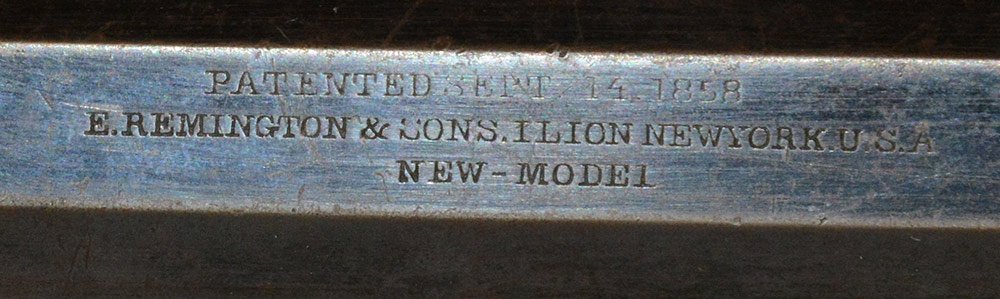 PATENTED SEPT. 14, 1858
E. REMINGTON & SONS. ILION NEWYORK. U.S.A
NEW-MODEL